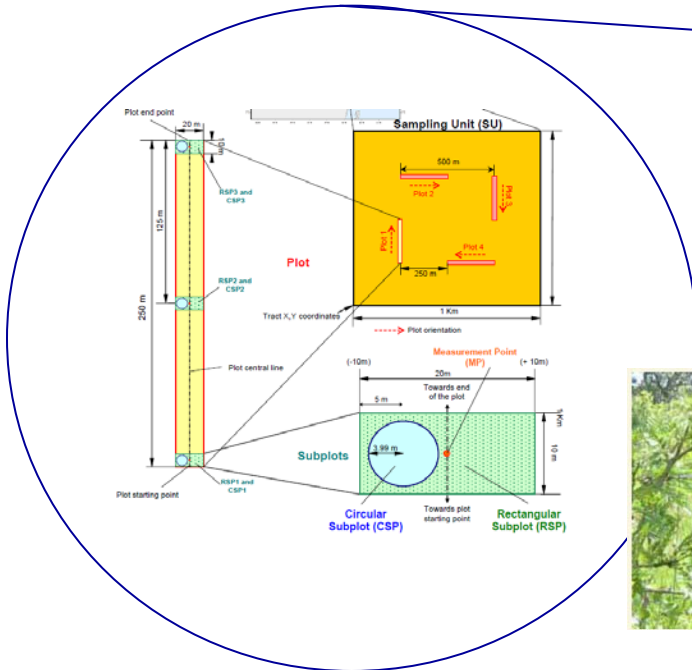 Plot end point
20 m
10 m
Sampling Unit (SU)
RSP3 and
CSP3
500 m
Plot 2
Plot 3
125 m
Plot
Plot 1
Plot 4
250 m
RSP2 and
CSP2
250 m
Tract X,Y coordinates
1 Km
1 Km
Plot orientation
Measurement Point
(MP)
Plot central line
(-10m)
(+ 10m)
20m
Towards end
of the plot
5 m
3.99 m
10 m
Subplots
RSP1 and
CSP1
Plot starting point
Towards plot
starting point
Circular
Subplot (CSP)
Rectangular
Subplot (RSP)